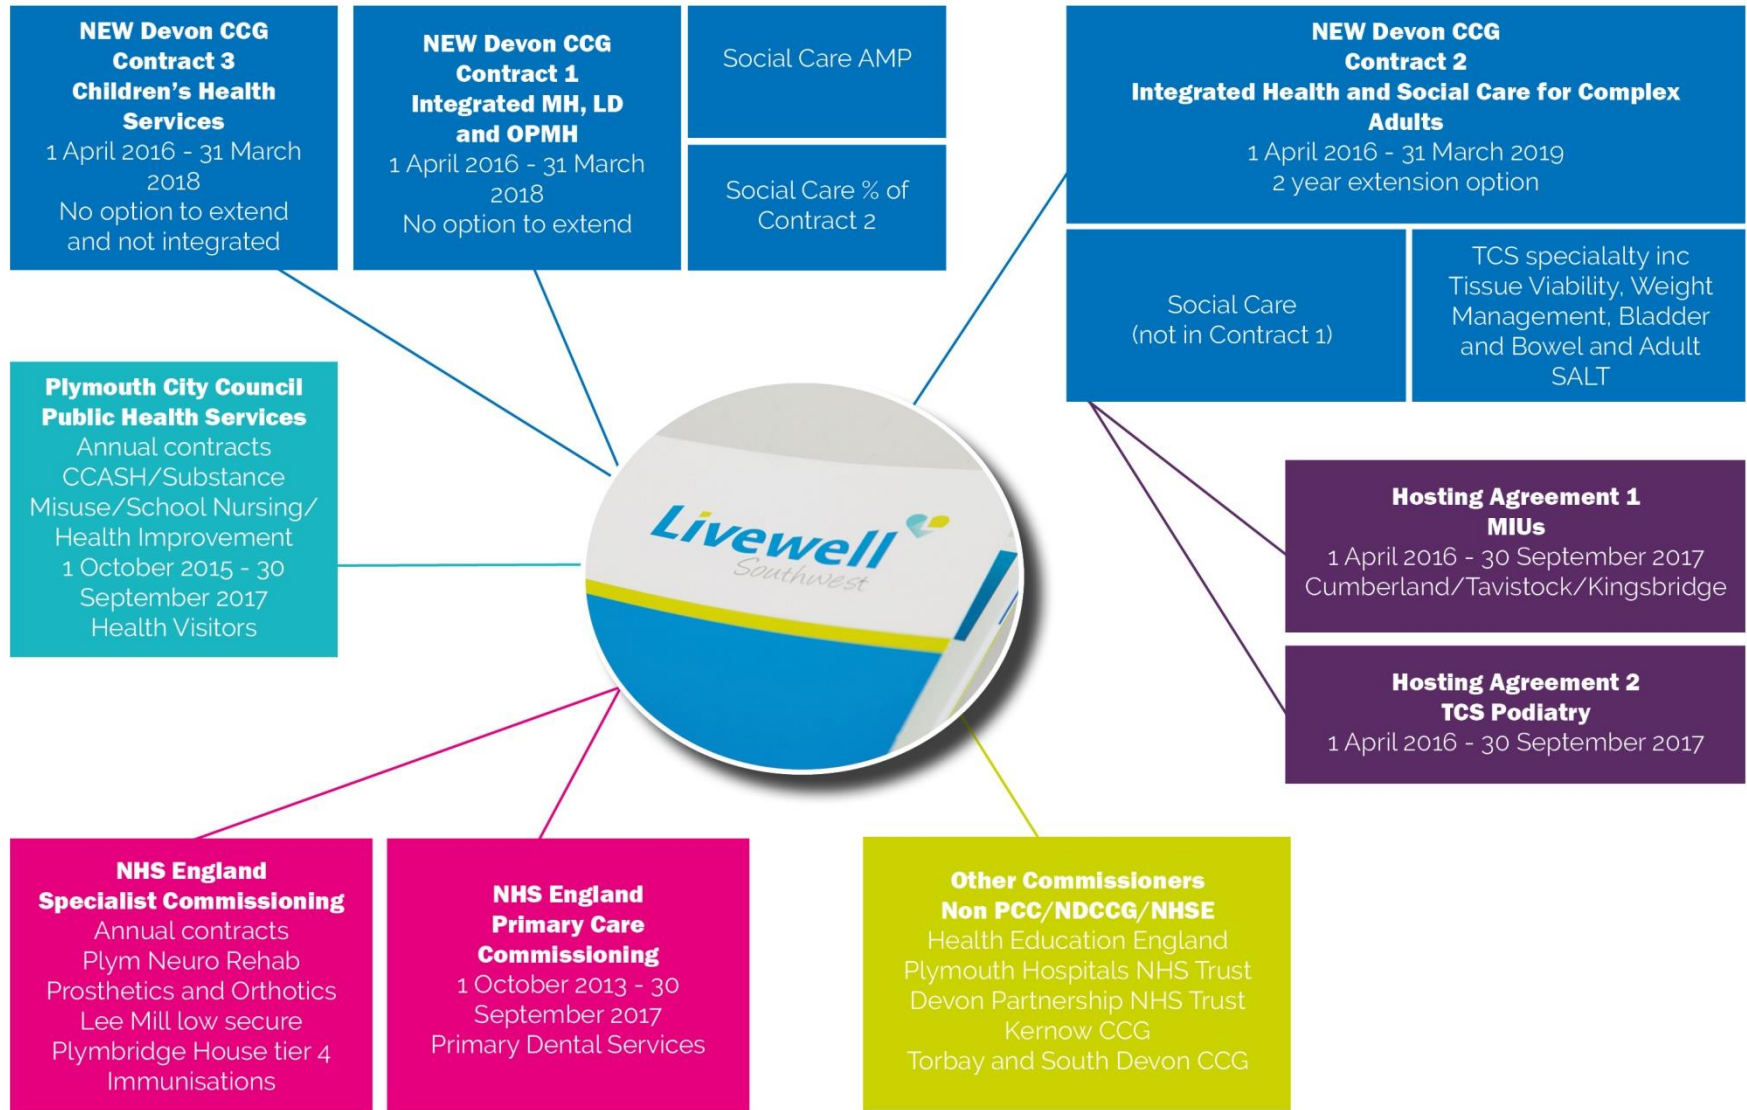 NEW Devon CCG
Contract 3
Children's Health
Services
1 April 2016 - 31 March
2018
No option to extend
and not integrated
NEW Devon CCG
Contract 1
Integrated MH, LD
and OPMH
1 April 2016 - 31 March
2018
No option to extend
Social Care AMP
Social Care % of
Contract 2
NEW Devon CCG
Contract 2
Integrated Health and Social Care for Complex
Adults
1 April 2016 - 31 March 2019
2 year extension option
Social Care
(not in Contract 1)
TCS specialalty inc
Tissue Viability, Weight
Management, Bladder
and Bowel and Adult
SALT
Plymouth City Council
Public Health Services
Annual contracts
CCASH/Substance
Misuse/School Nursing/
Health Improvement
1 October 2015 - 30
September 2017
Health Visitors
Livewell
Southwest
Hosting Agreement 1
MIUs
1 April 2016 - 30 September 2017
Cumberland/Tavistock/Kingsbridge
Hosting Agreement 2
TCS Podiatry
1 April 2016 - 30 September 2017
NHS England
Specialist Commissioning
Annual contracts
Plym Neuro Rehab
Prosthetics and Orthotics
Lee Mill low secure
Plymbridge House tier 4
Immunisations
NHS England
Primary Care
Commissioning
1 October 2013 - 30
September 2017
Primary Dental Services
Other Commissioners
Non PCC/NDCCG/NHSE
Health Education England
Plymouth Hospitals NHS Trust
Devon Partnership NHS Trust
Kernow CCG
Torbay and South Devon CCG